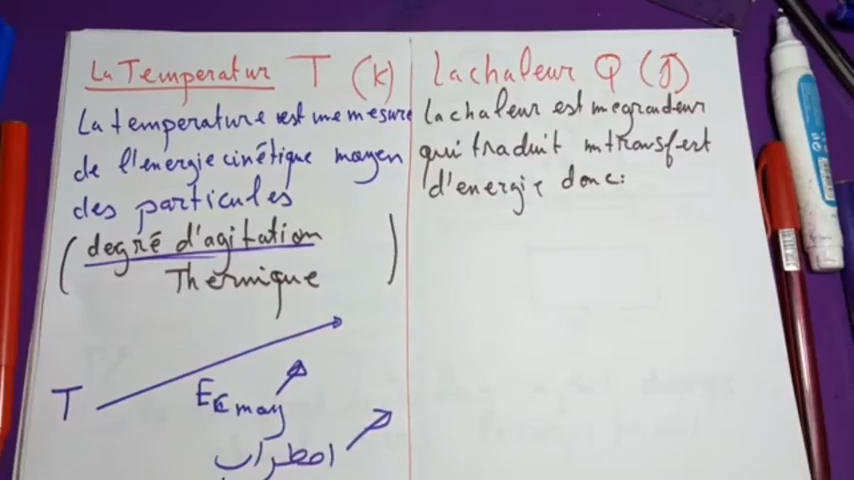 La Temperatur T (K)
La temperature est une mesure
de l'energie cinétique moyen
des particules
(degré d'agitation
Thermique)
T
Ec moy
اضطراب
La chaleur Q (J)
La chaleur est une grandeur
qui traduit un transfert
d'energie donc: